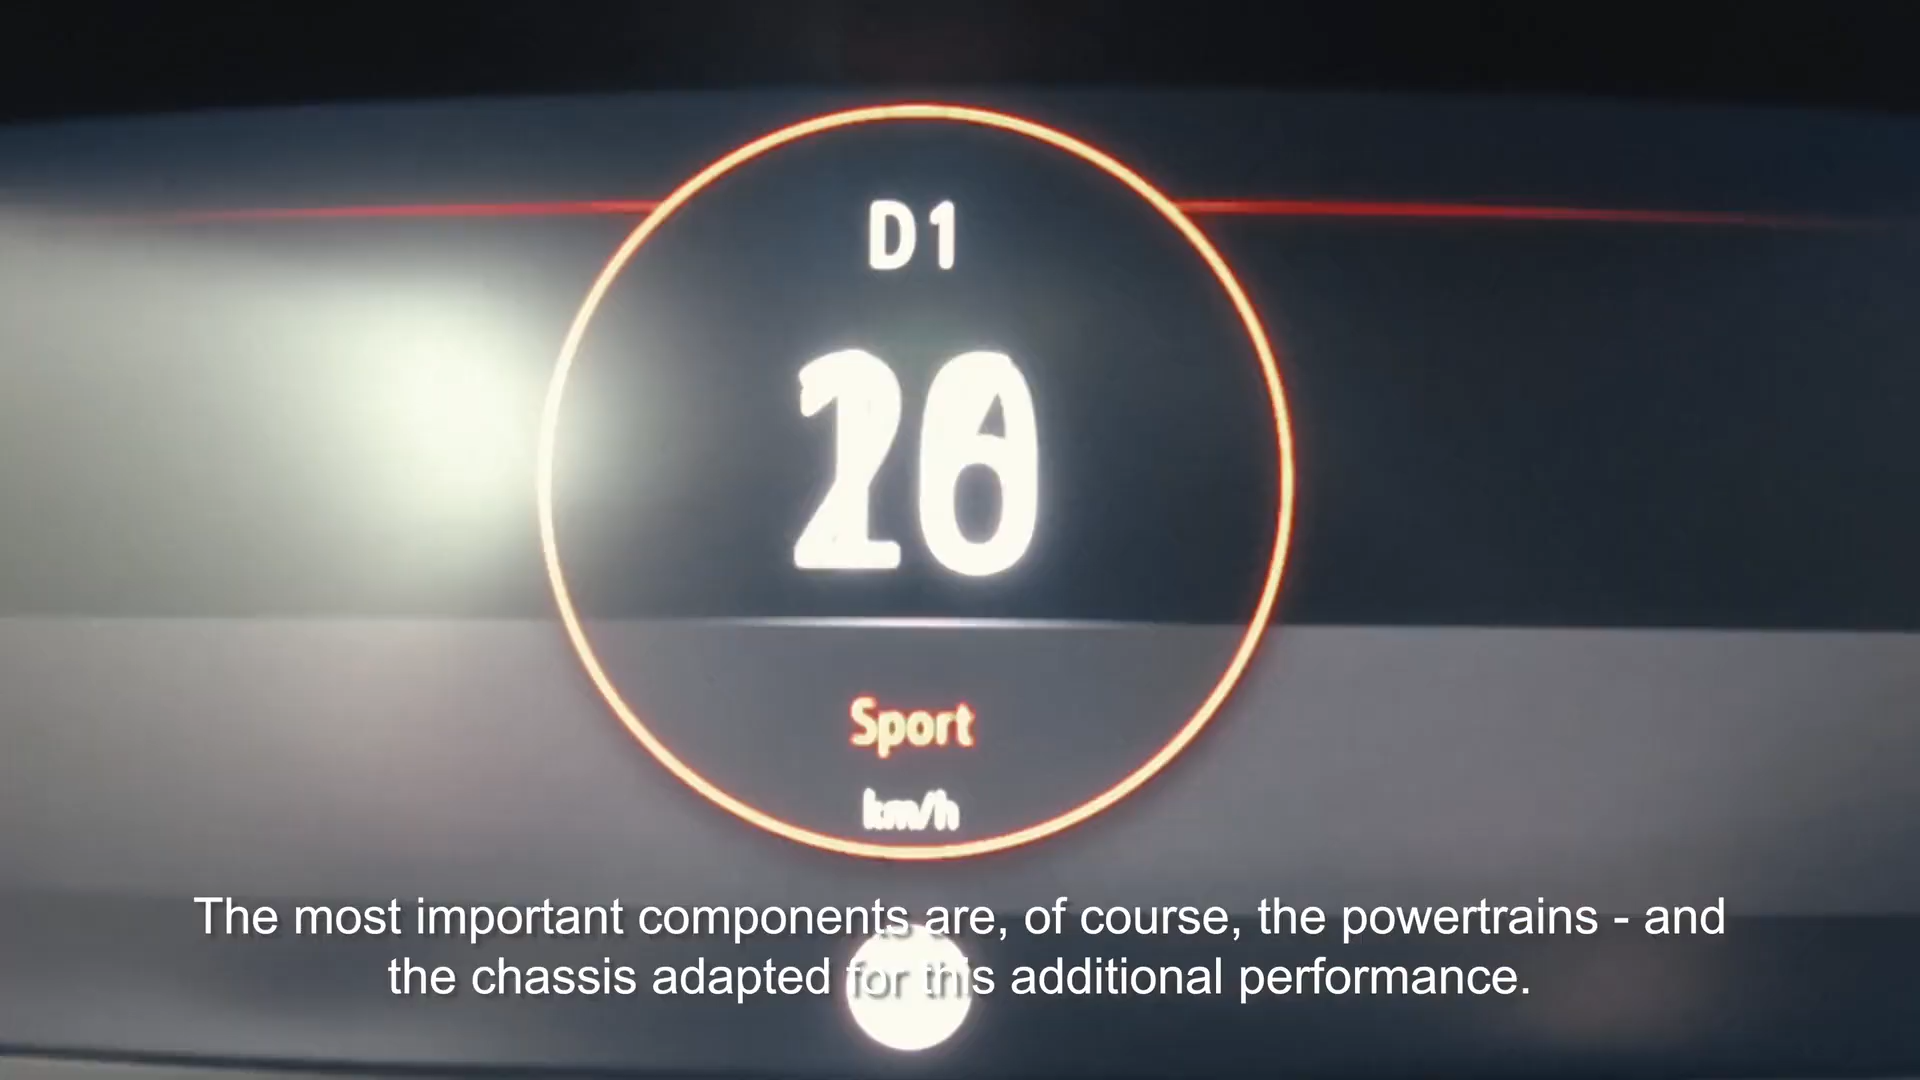 D1
Sport
km/h
The most important components are, of course, the powertrains - and
the chassis adapted for this additional performance.